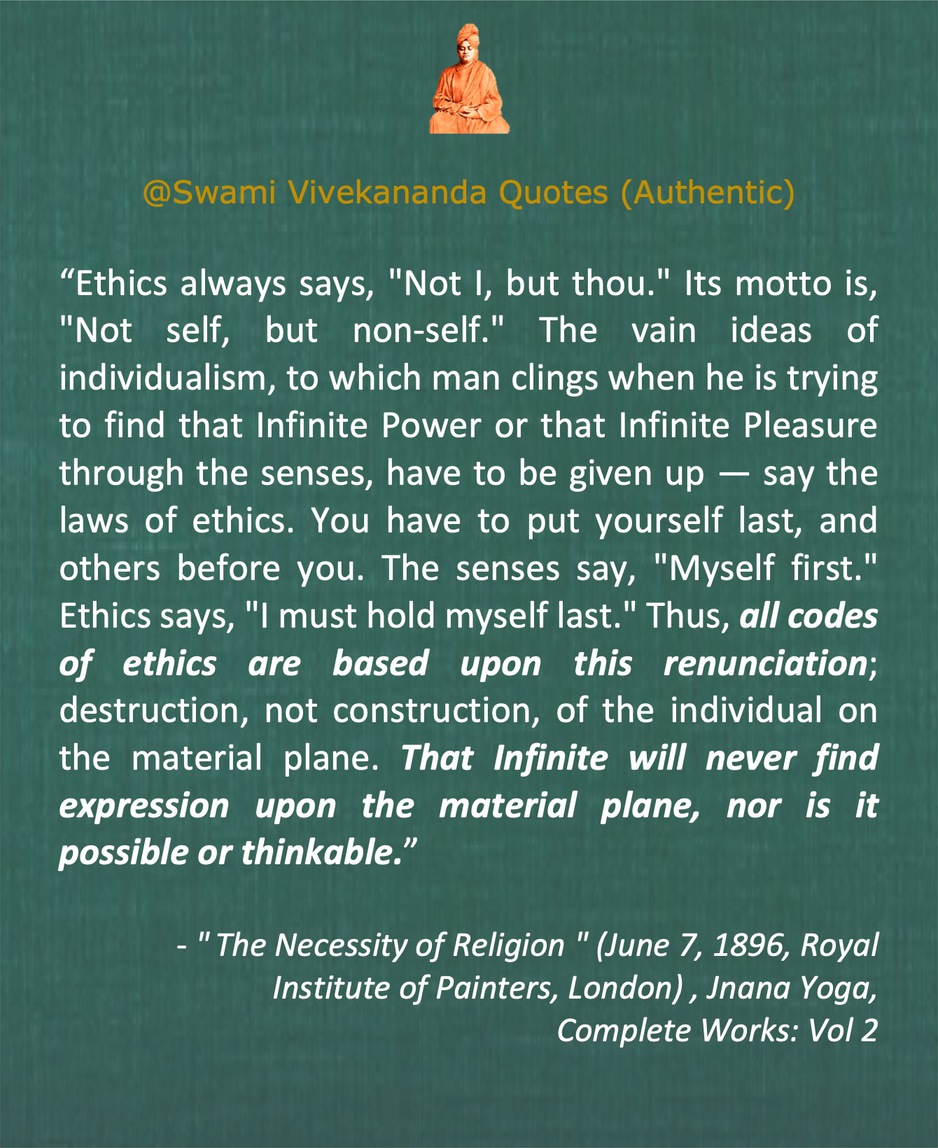 @Swami Vivekananda Quotes (Authentic)
“Ethics always says, "Not I, but thou." Its motto is,
"Not self, but non-self." The vain ideas of
individualism, to which man clings when he is trying
to find that Infinite Power or that Infinite Pleasure
through the senses, have to be given up — say the
laws of ethics. You have to put yourself last, and
others before you. The senses say, "Myself first."
Ethics says, "I must hold myself last." Thus, all codes
of ethics are based upon this renunciation;
destruction, not construction, of the individual on
the material plane. That Infinite will never find
expression upon the material plane, nor is it
possible or thinkable.”
- " The Necessity of Religion " (June 7, 1896, Royal
Institute of Painters, London) , Jnana Yoga,
Complete Works: Vol 2